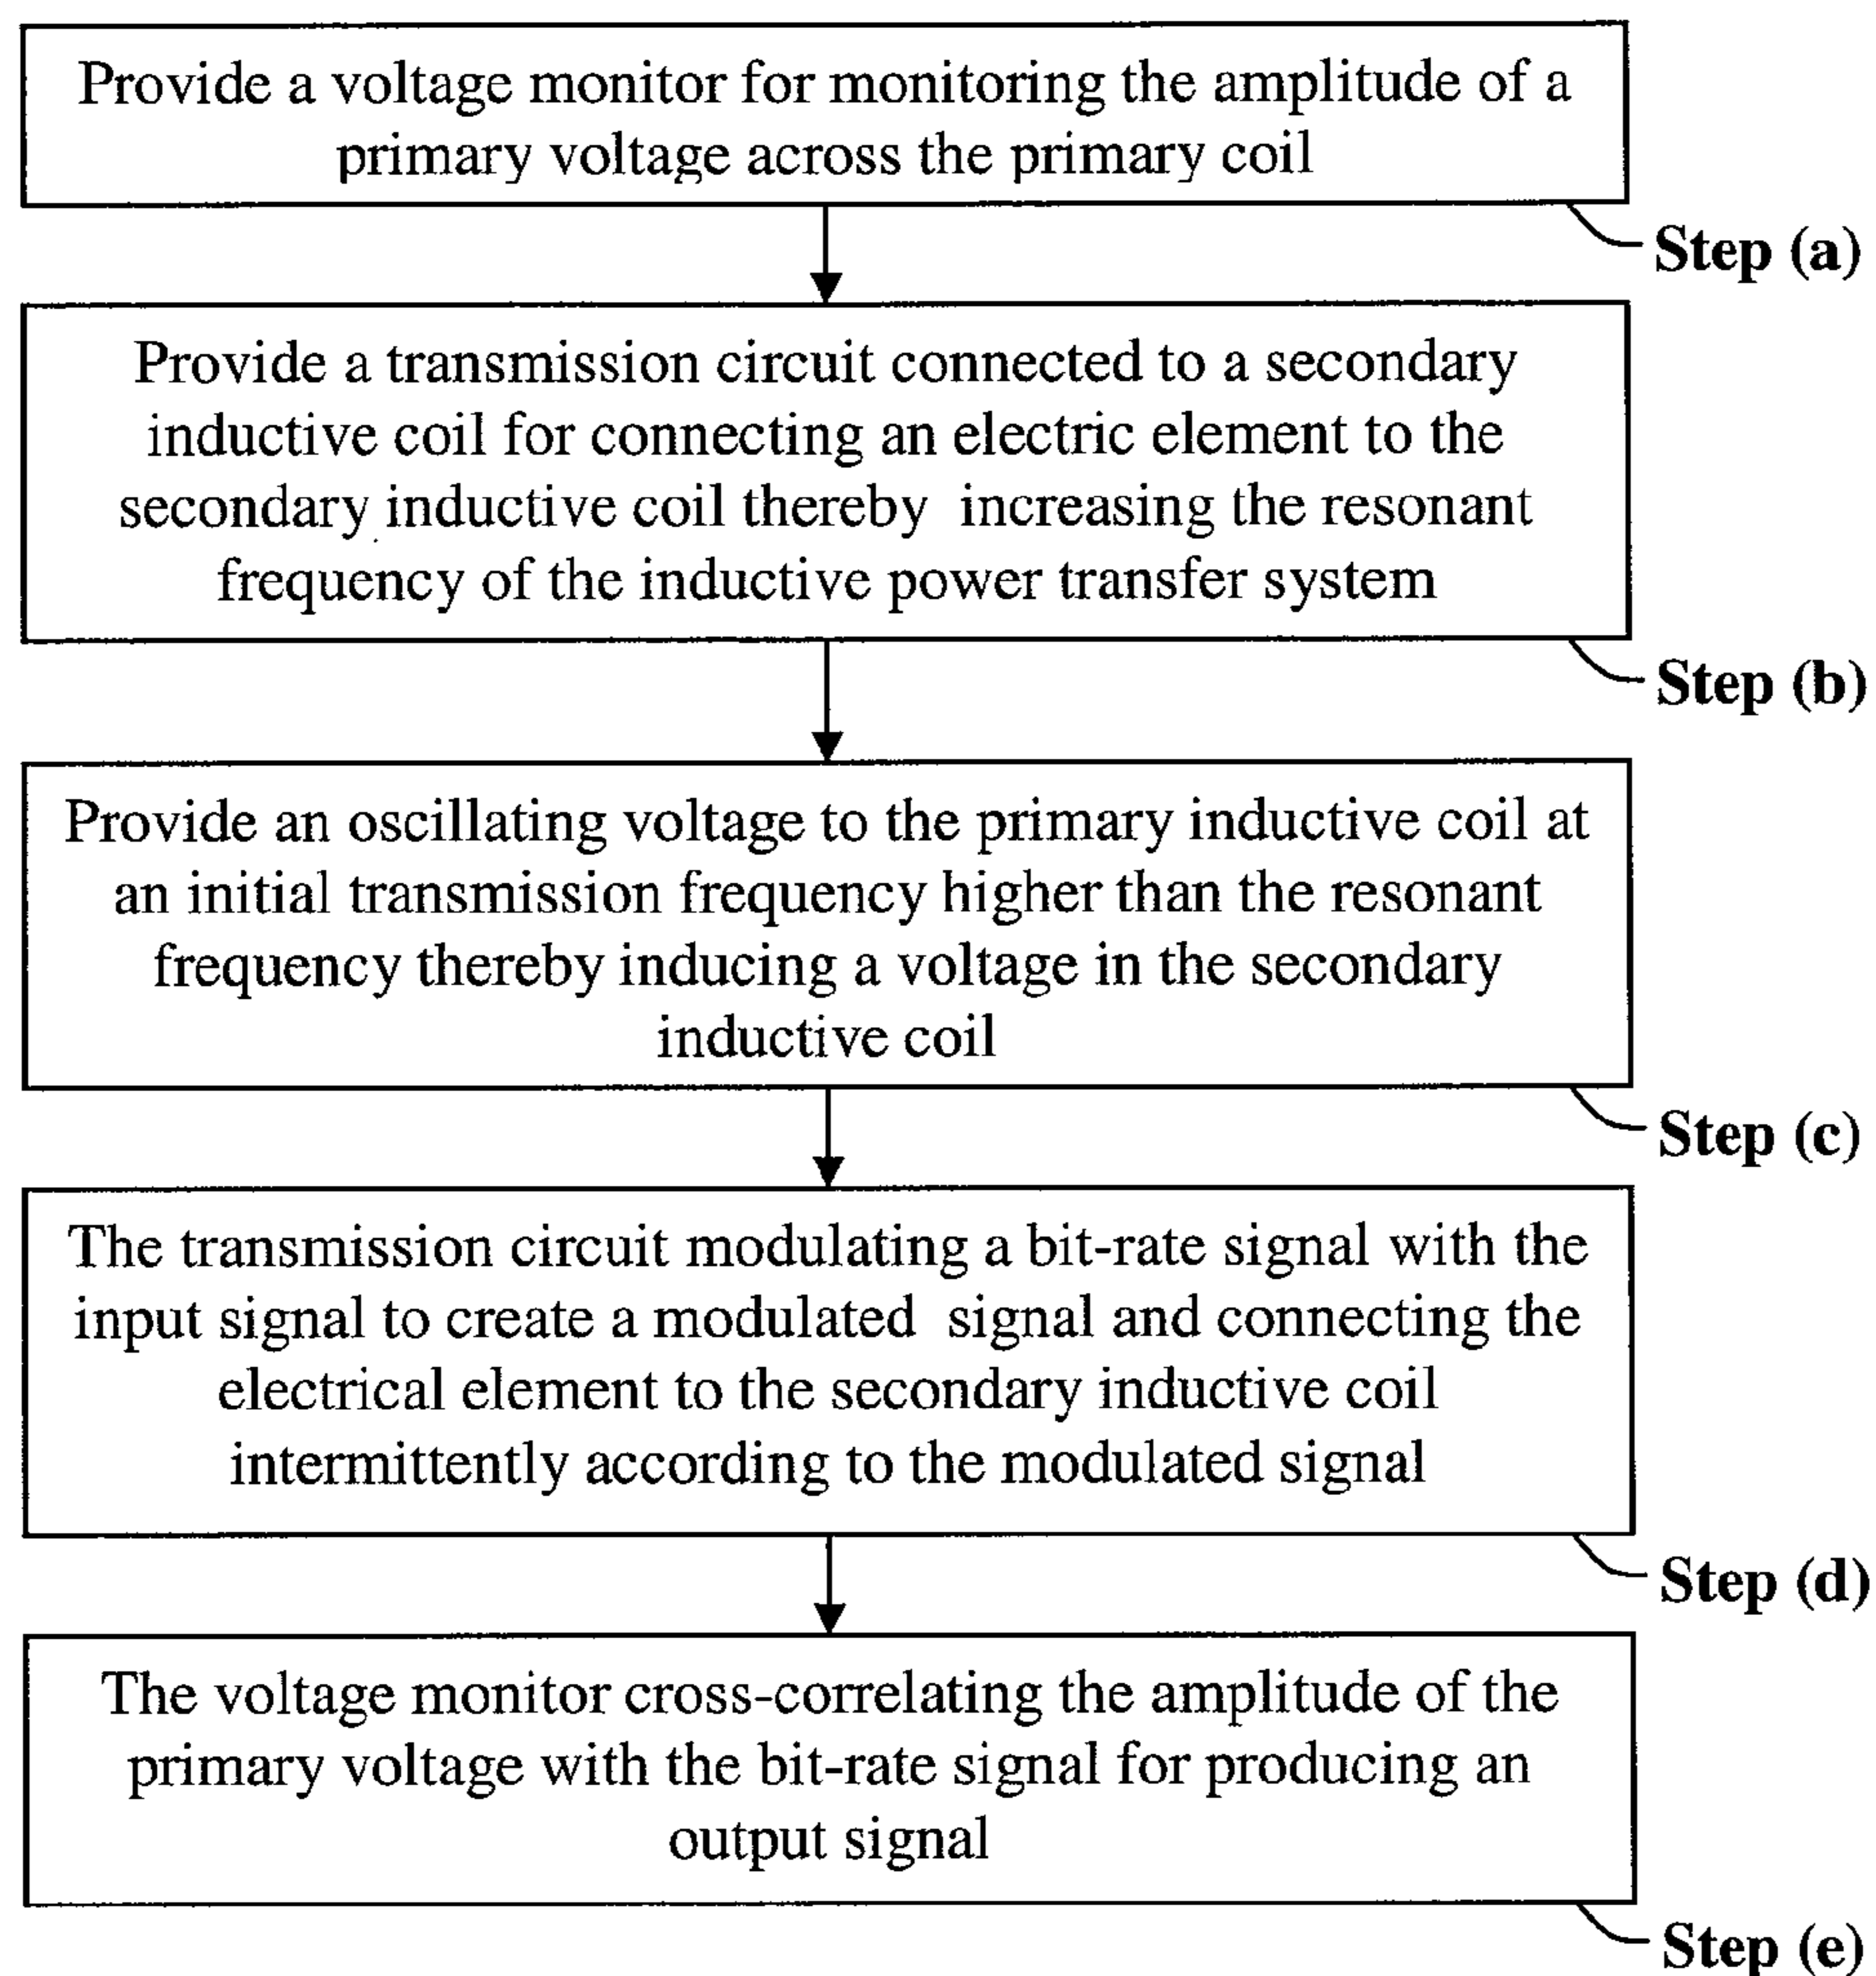 Provide a voltage monitor for monitoring the amplitude of a
primary voltage across the primary coil
Step (a)
Provide a transmission circuit connected to a secondary
inductive coil for connecting an electric element to the
secondary inductive coil thereby increasing the resonant
frequency of the inductive power transfer system
Step (b)
Provide an oscillating voltage to the primary inductive coil at
an initial transmission frequency higher than the resonant
frequency thereby inducing a voltage in the secondary
inductive coil
Step (c)
The transmission circuit modulating a bit-rate signal with the
input signal to create a modulated signal and connecting the
electrical element to the secondary inductive coil
intermittently according to the modulated signal
Step (d)
The voltage monitor cross-correlating the amplitude of the
primary voltage with the bit-rate signal for producing an
output signal
Step (e)